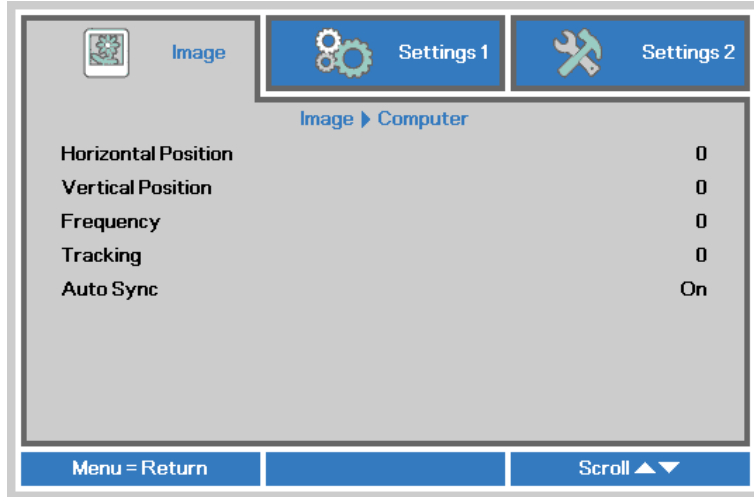 Image Settings 1 Settings 2
Image ▶ Computer
Horizontal Position 0
Vertical Position 0
Frequency 0
Tracking 0
Auto Sync On
Menu = Return Scroll ▲▼